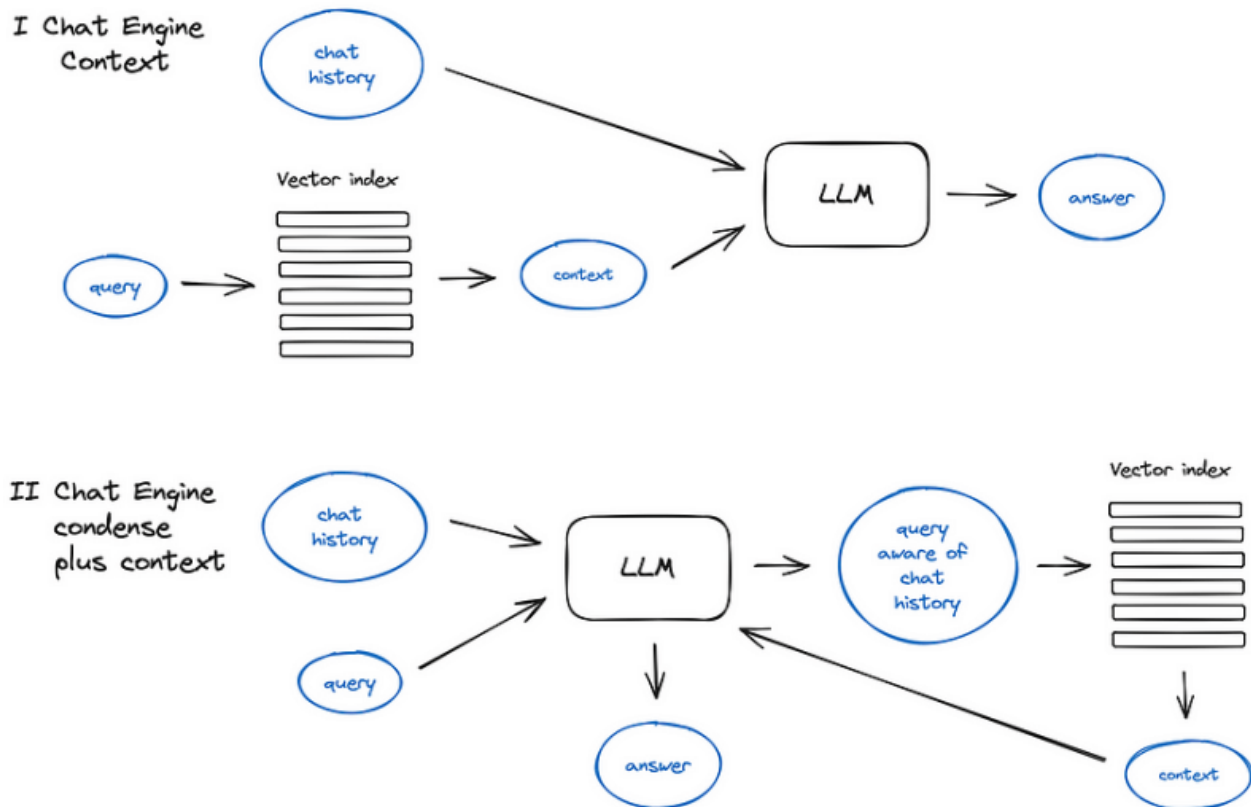 I Chat Engine
Context
chat
history
Vector index
query
context
LLM
answer
II Chat Engine
condense
plus context
chat
history
query
LLM
answer
query
aware of
chat
history
Vector index
context